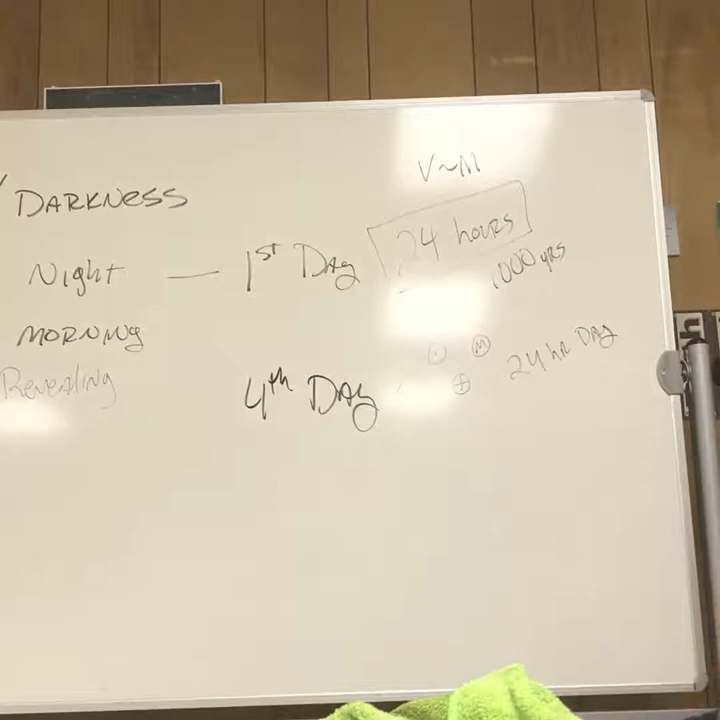 DARKNESS
Night — 1st Day 24 hours
1000 yrs
MORNING
Revealing
4th Day
M
24 hr Day